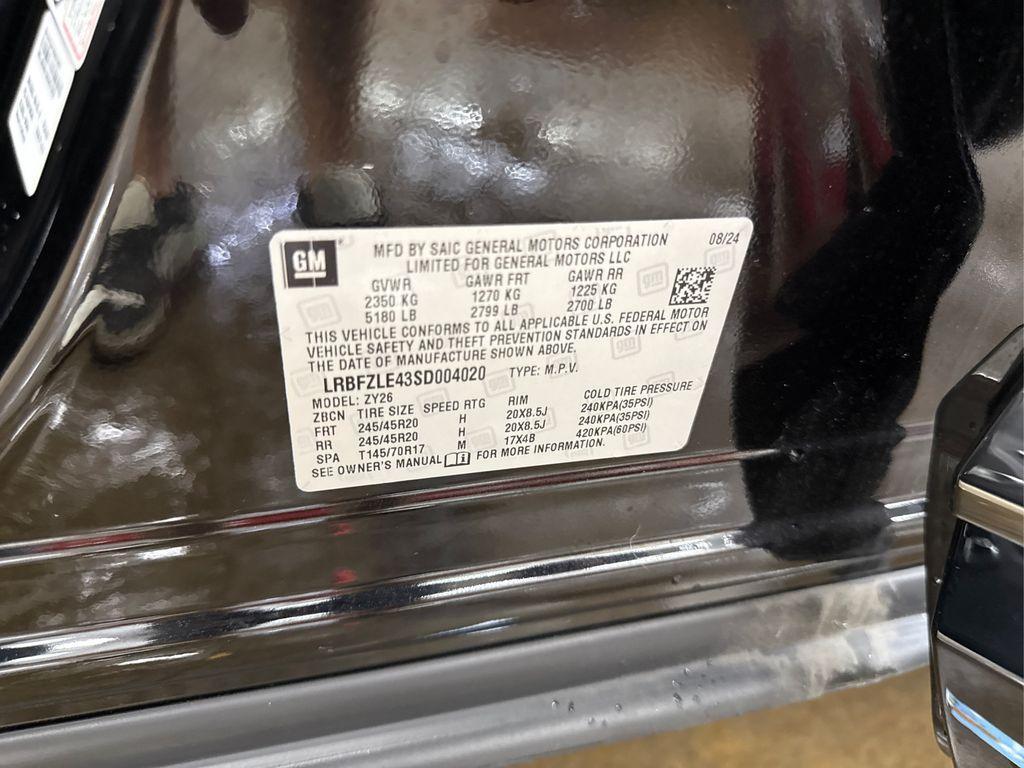 GM
MFD BY SAIC GENERAL MOTORS CORPORATION 08/24
LIMITED FOR GENERAL MOTORS LLC
GVWR GAWR FRT GAWR RR
2350 KG 1270 KG 1225 KG
5180 LB 2799 LB 2700 LB
THIS VEHICLE CONFORMS TO ALL APPLICABLE U.S. FEDERAL MOTOR
VEHICLE SAFETY AND THEFT PREVENTION STANDARDS IN EFFECT ON
THE DATE OF MANUFACTURE SHOWN ABOVE.
LRBFZLE43SD004020 TYPE: M.P.V.
MODEL: ZY26
ZBCN TIRE SIZE SPEED RTG RIM COLD TIRE PRESSURE
FRT 245/45R20 H 20X8.5J 240KPA(35PSI)
RR 245/45R20 H 20X8.5J 240KPA(35PSI)
SPA T145/70R17 M 17X4B 420KPA(60PSI)
SEE OWNER'S MANUAL FOR MORE INFORMATION.